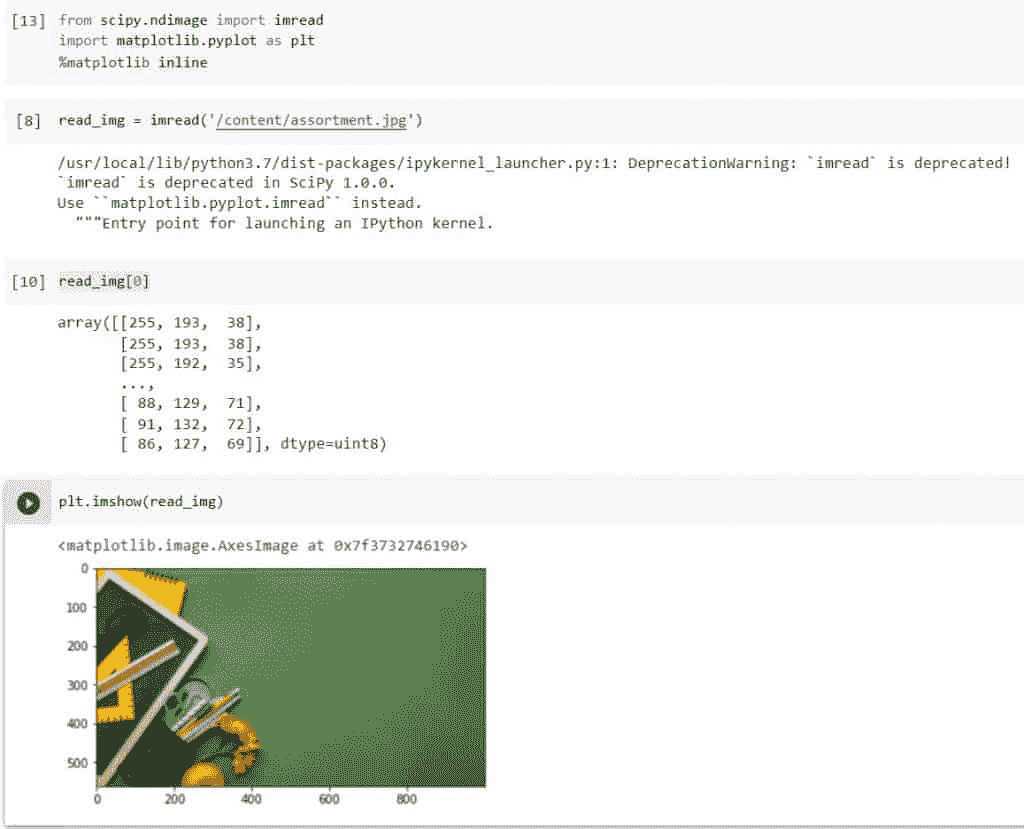 [13] from scipy.ndimage import imread
import matplotlib.pyplot as plt
%matplotlib inline
[8] read_img = imread('/content/assortment.jpg')
/usr/local/lib/python3.7/dist-packages/ipykernel_launcher.py:1: DeprecationWarning: `imread` is deprecated!
`imread` is deprecated in SciPy 1.0.0.
Use ``matplotlib.pyplot.imread`` instead.
"""Entry point for launching an IPython kernel.
[10] read_img[0]
array([[255, 193, 38],
[255, 193, 38],
[255, 192, 35],
...,
[ 88, 129, 71],
[ 91, 132, 72],
[ 86, 127, 69]], dtype=uint8)
plt.imshow(read_img)
<matplotlib.image.AxesImage at 0x7f3732746190>
0
100
200
300
400
500
0 200 400 600 800